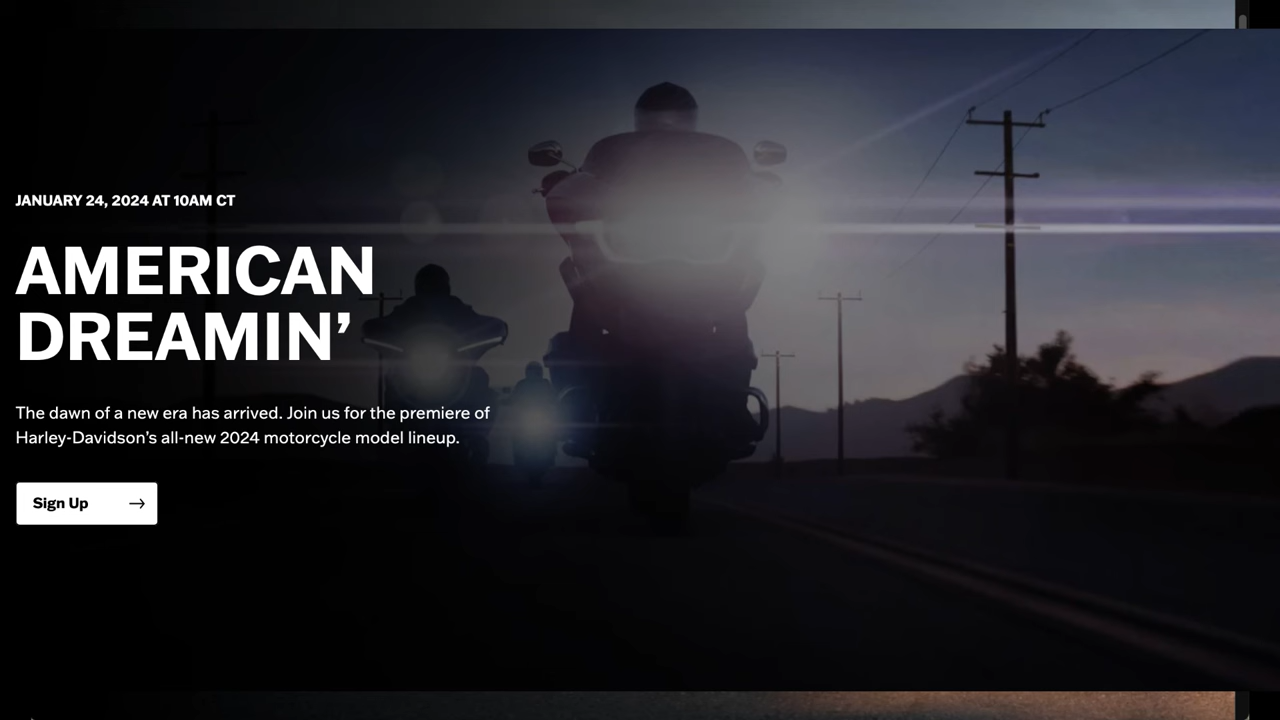 JANUARY 24, 2024 AT 10AM CT
AMERICAN
DREAMIN’
The dawn of a new era has arrived. Join us for the premiere of
Harley-Davidson’s all-new 2024 motorcycle model lineup.
Sign Up